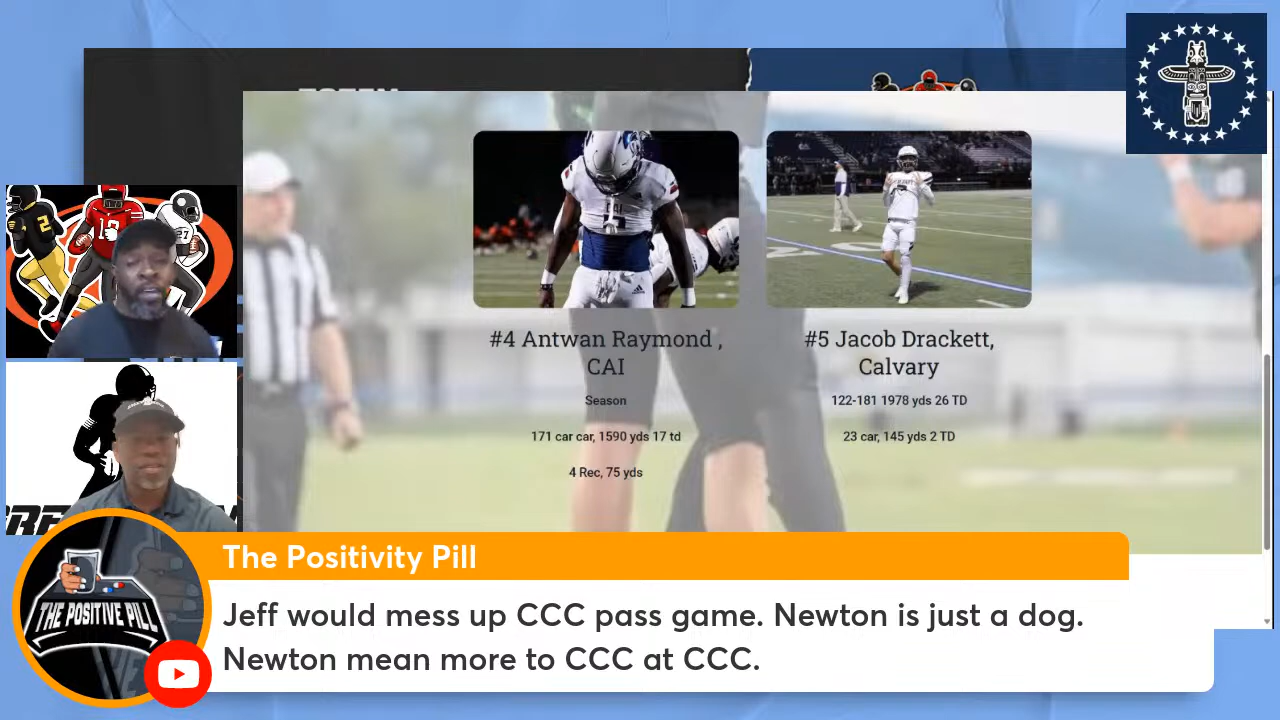 #4 Antwan Raymond ,
CAI
Season
171 car car, 1590 yds 17 td
4 Rec, 75 yds
#5 Jacob Drackett,
Calvary
122-181 1978 yds 26 TD
23 car, 145 yds 2 TD
THE POSITIVE PILL
The Positivity Pill
Jeff would mess up CCC pass game. Newton is just a dog.
Newton mean more to CCC at CCC.